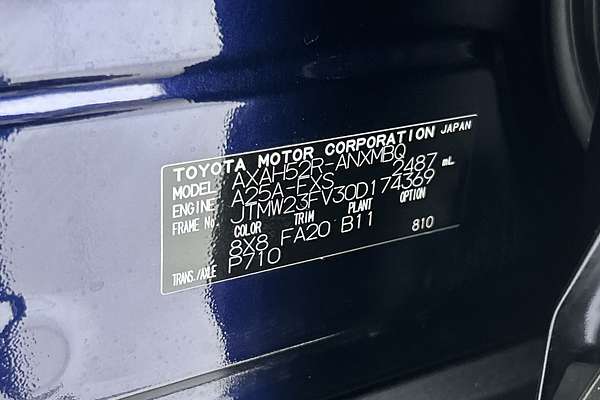 TOYOTA MOTOR CORPORATION JAPAN
MODEL AXAH52R-ANXMBQ
ENGINE A25A-FXS 2487 mL
FRAME No. JTMW23FV30D174369
COLOR TRIM PLANT OPTION
8X8 FA20 B11 810
TRANS./AXLE P710